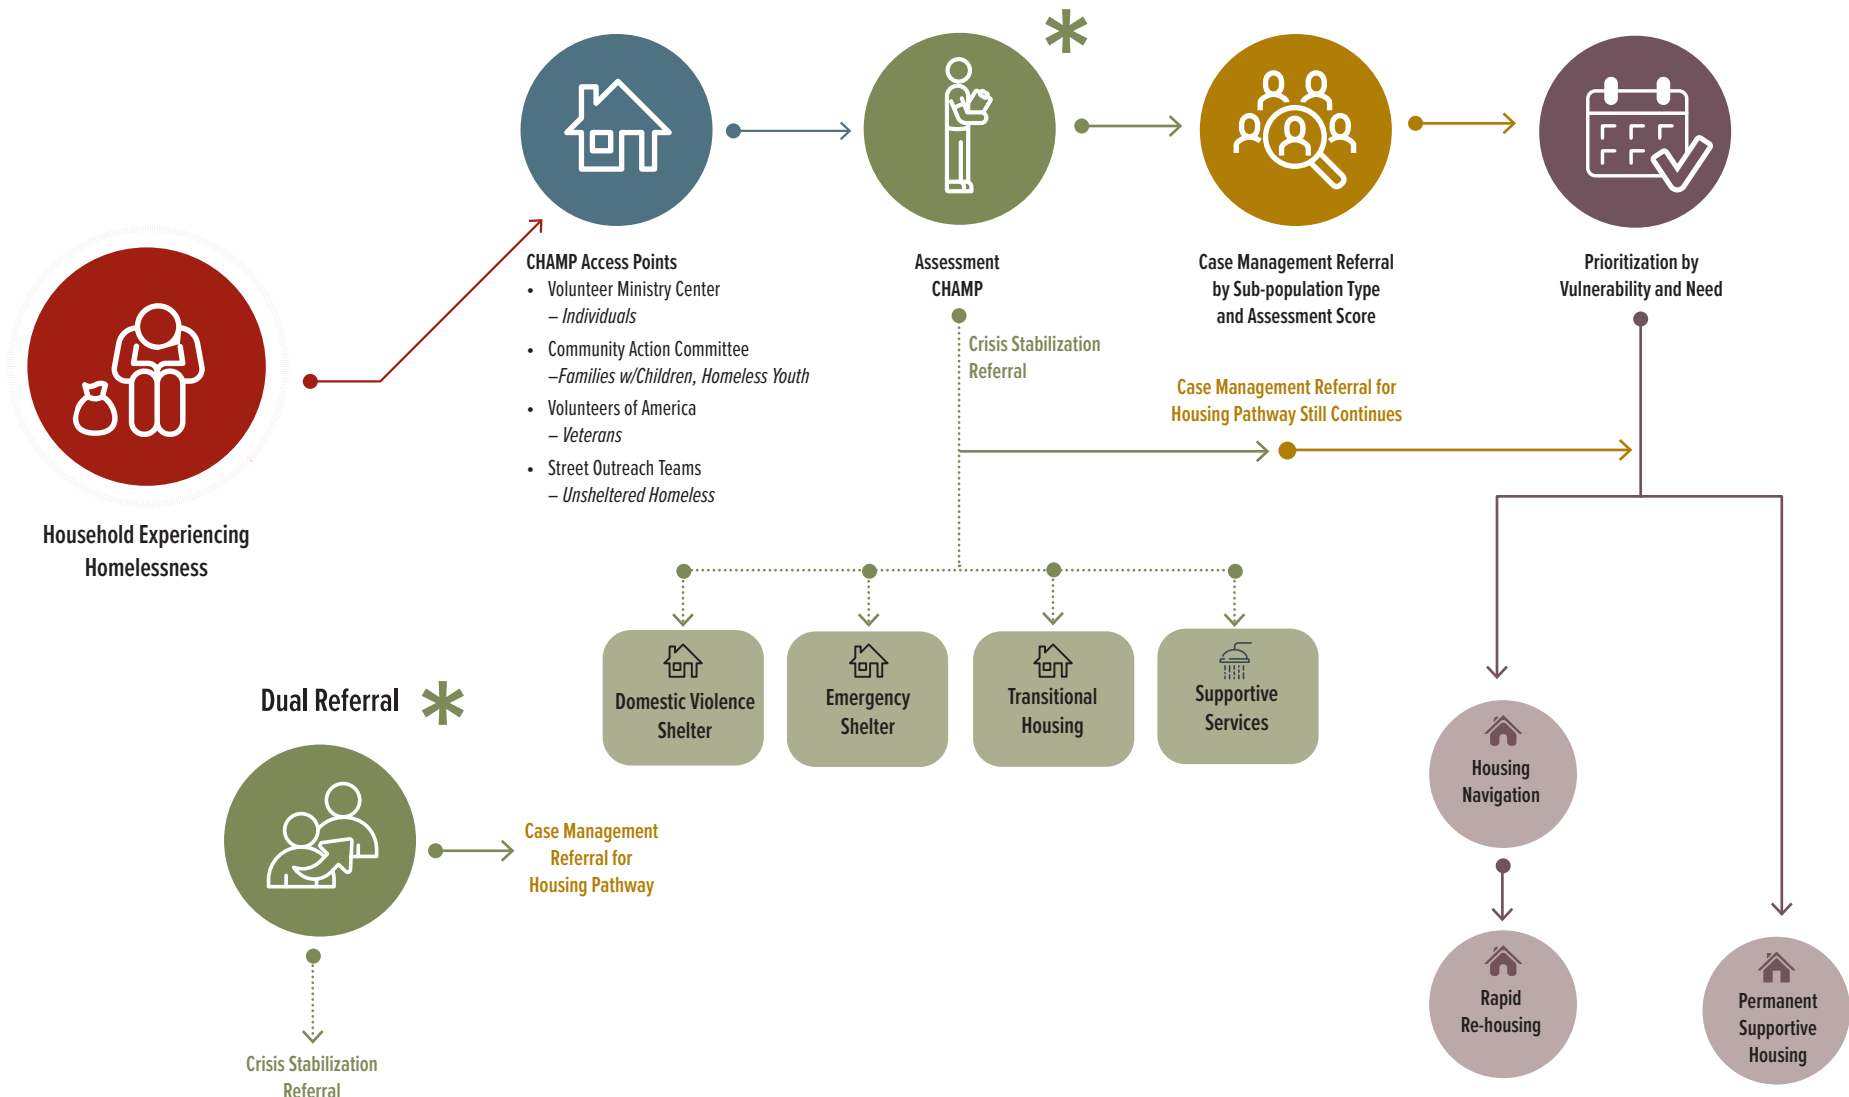 CHAMP Access Points
• Volunteer Ministry Center
– Individuals
• Community Action Committee
–Families w/Children, Homeless Youth
• Volunteers of America
– Veterans
• Street Outreach Teams
– Unsheltered Homeless
Assessment
CHAMP
Case Management Referral
by Sub-population Type
and Assessment Score
Prioritization by
Vulnerability and Need
Crisis Stabilization
Referral
Case Management Referral for
Housing Pathway Still Continues
Household Experiencing
Homelessness
Domestic Violence
Shelter
Emergency
Shelter
Transitional
Housing
Supportive
Services
Dual Referral
Case Management
Referral for
Housing Pathway
Crisis Stabilization
Referral
Housing
Navigation
Rapid
Re-housing
Permanent
Supportive
Housing